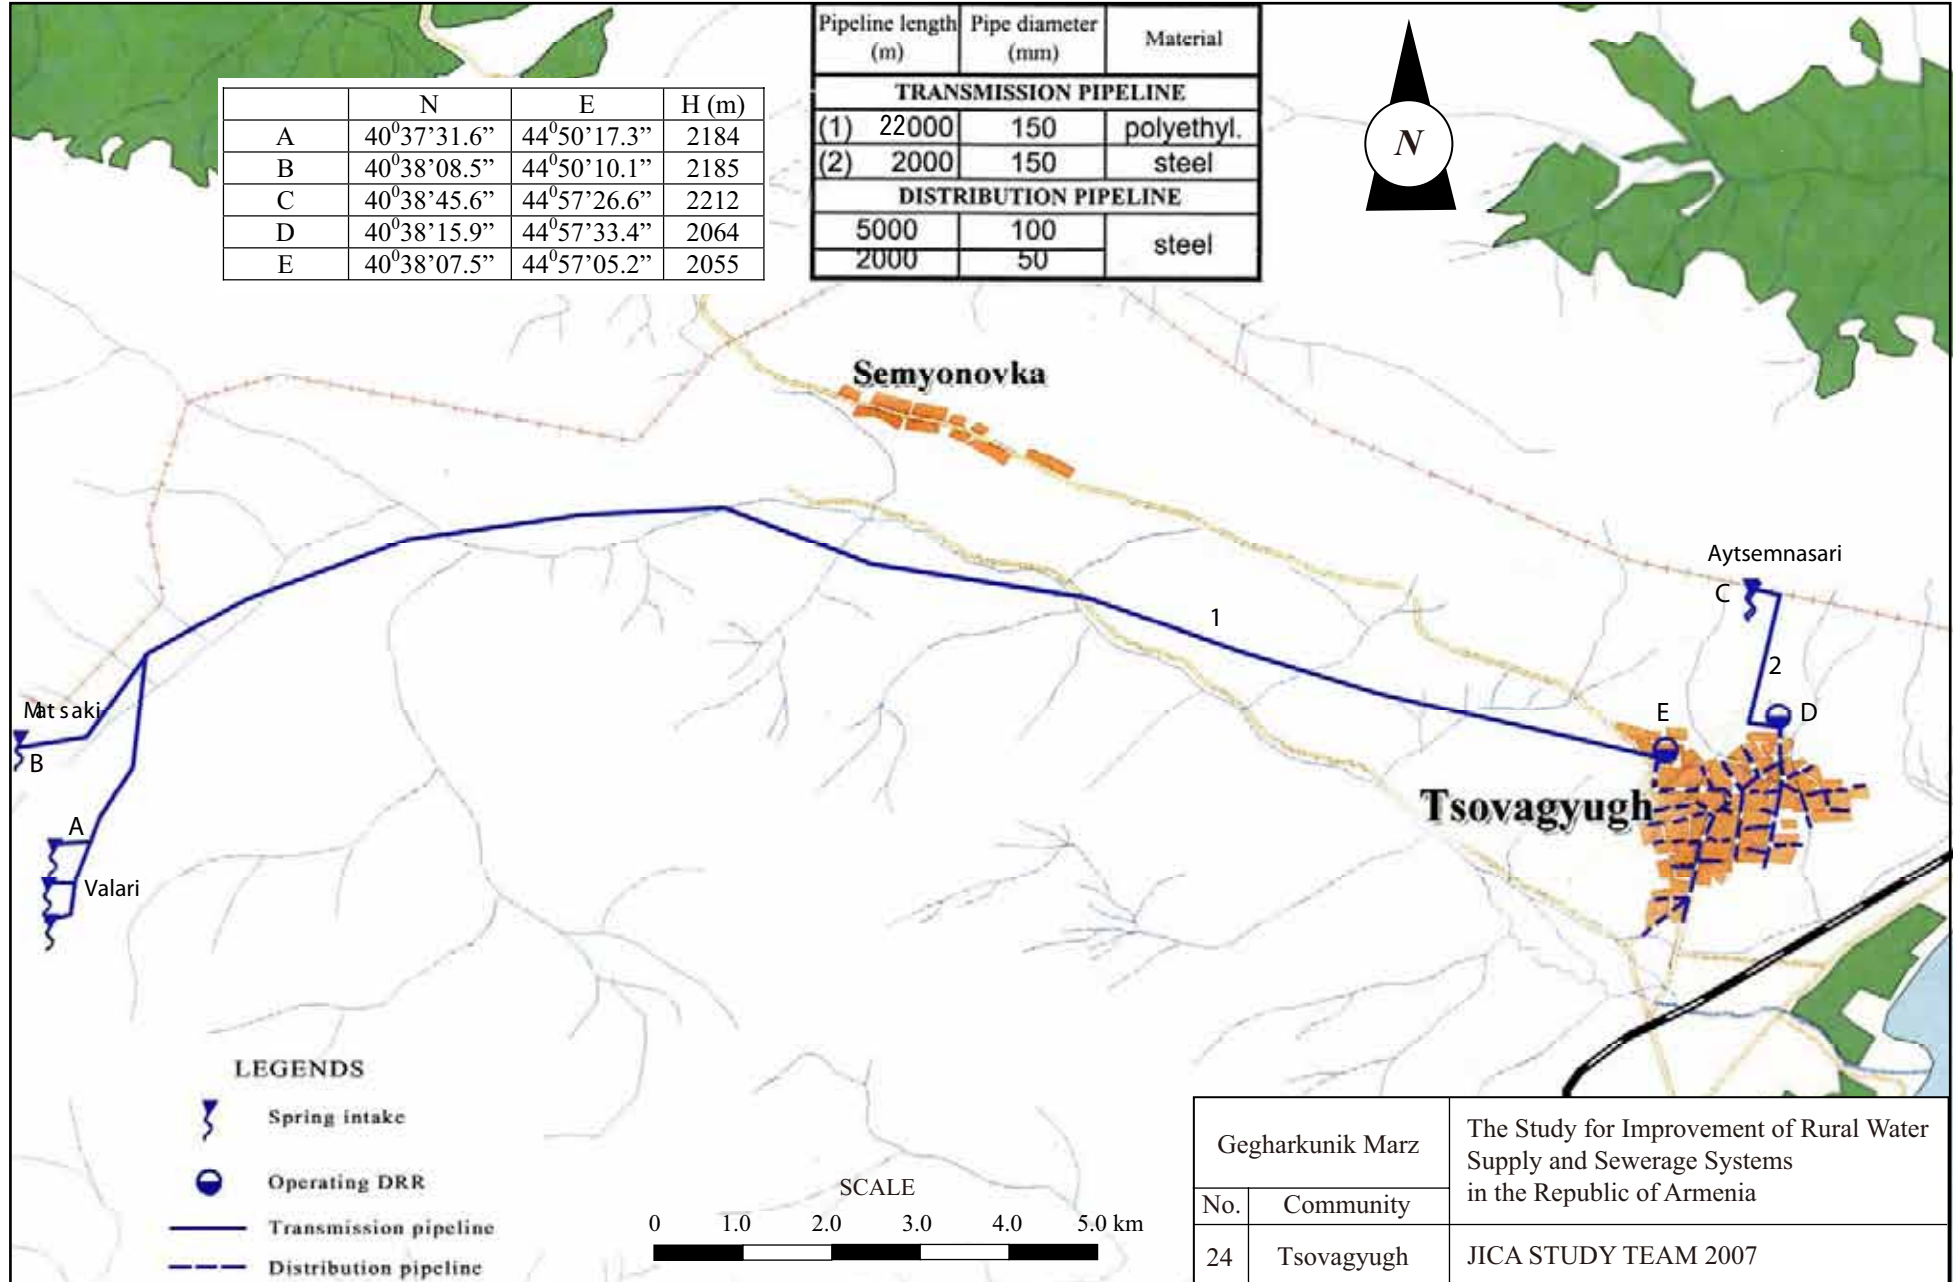 N E H (m)
A 40⁰37’31.6” 44⁰50’17.3” 2184
B 40⁰38’08.5” 44⁰50’10.1” 2185
C 40⁰38’45.6” 44⁰57’26.6” 2212
D 40⁰38’15.9” 44⁰57’33.4” 2064
E 40⁰38’07.5” 44⁰57’05.2” 2055
Pipeline length Pipe diameter Material
(m) (mm)
TRANSMISSION PIPELINE
(1) 22000 150 polyethyl.
(2) 2000 150 steel
DISTRIBUTION PIPELINE
5000 100 steel
2000 50
N
Semyonovka
Aytsemnasari
C
1
2
Matsaki
B
E
D
Tsovagyugh
A
Valari
LEGENDS
Spring intake
Operating DRR
Transmission pipeline
Distribution pipeline
SCALE
0 1.0 2.0 3.0 4.0 5.0 km
Gegharkunik Marz
The Study for Improvement of Rural Water
Supply and Sewerage Systems
in the Republic of Armenia
No. Community
24 Tsovagyugh JICA STUDY TEAM 2007